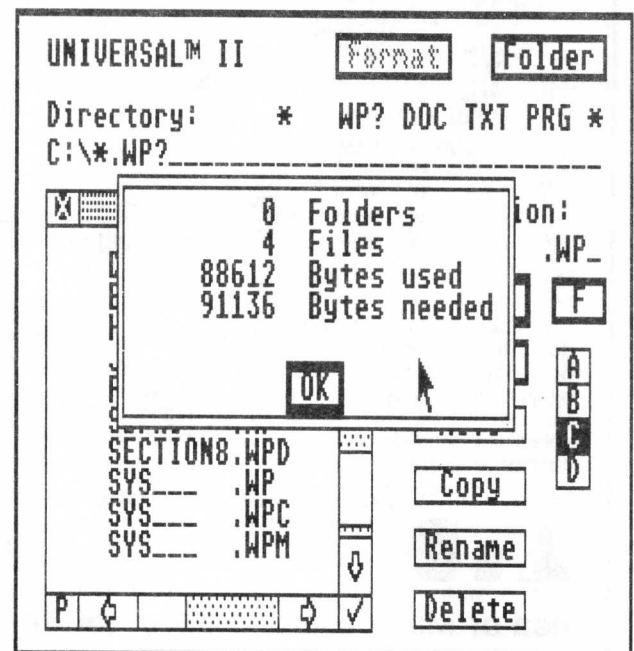 UNIVERSAL™ II Format Folder
Directory: * WP? DOC TXT PRG *
C:\*.WP?
ion:
.WP_
0 Folders
4 Files
88612 Bytes used
91136 Bytes needed
OK
F
A
B
C
D
SECTION8.WPD
SYS___ .WP
SYS___ .WPC
SYS___ .WPM
Copy
Rename
Delete
P